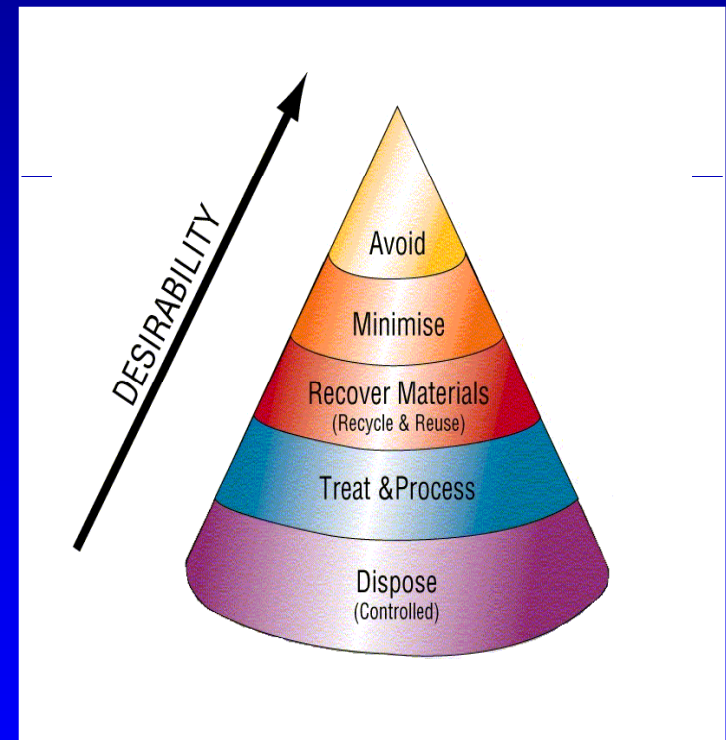 DESIRABILITY
Avoid
Minimise
Recover Materials
(Recycle & Reuse)
Treat &Process
Dispose
(Controlled)